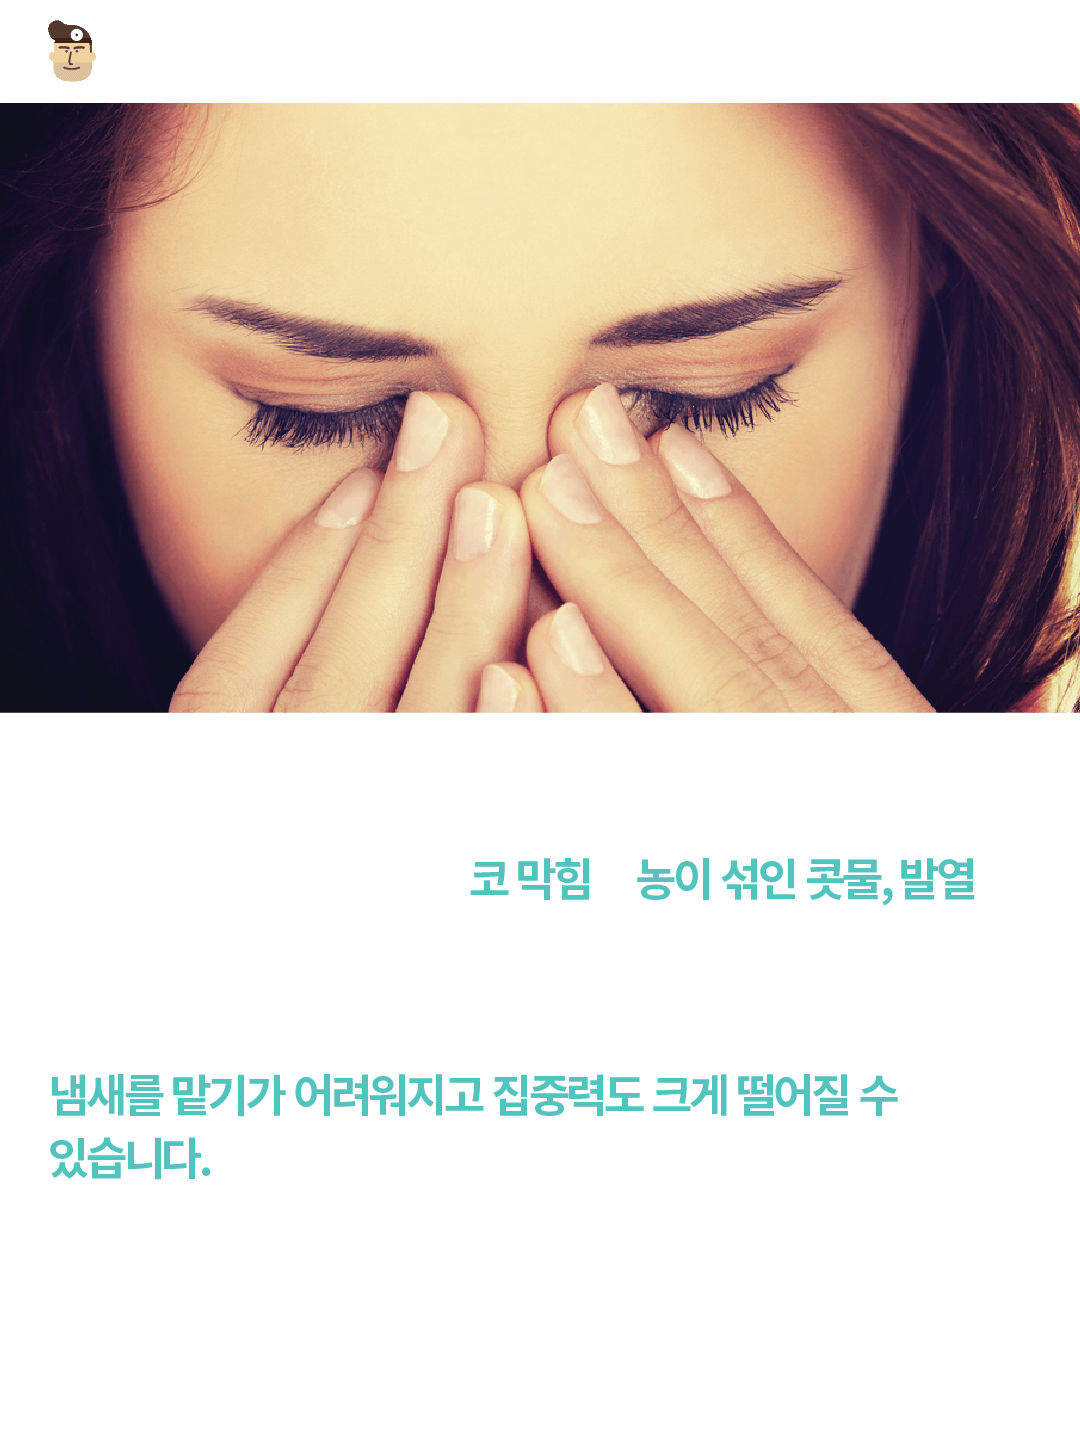 코 막힘 농이 섞인 콧물, 발열
냄새를 맡기가 어려워지고 집중력도 크게 떨어질 수
있습니다.